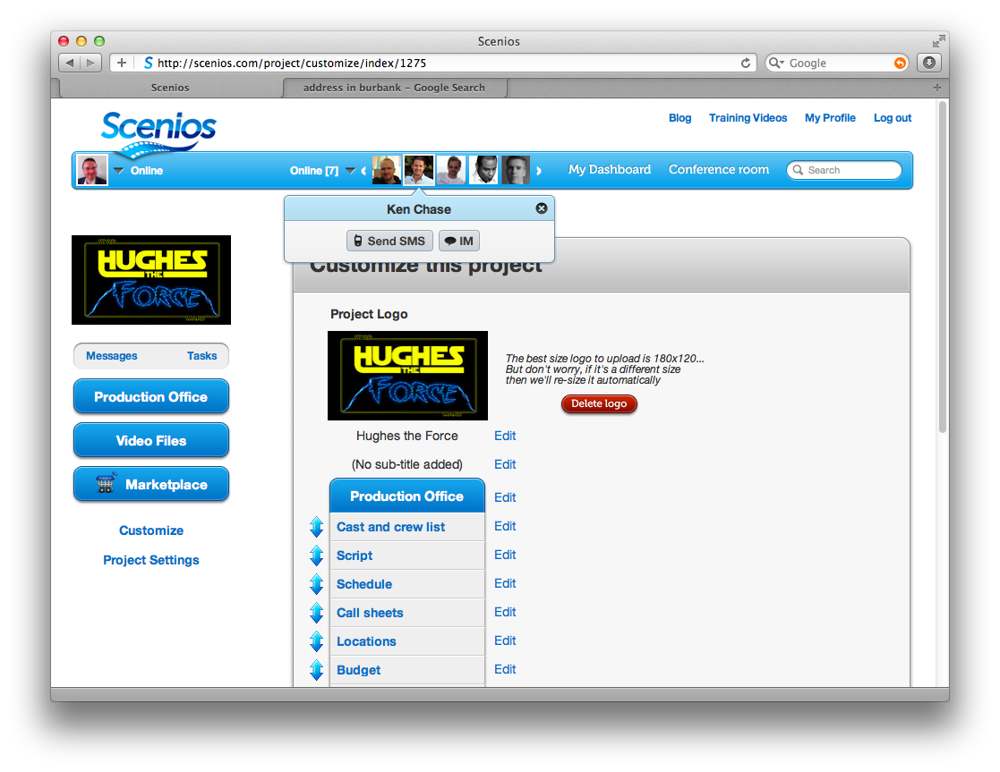 Scenios
http://scenios.com/project/customize/index/1275
Google
Scenios
address in burbank – Google Search
Scenios
Blog
Training Videos
My Profile
Log out
Online
Online [7]
My Dashboard
Conference room
Search
Ken Chase
Send SMS
IM
STAR
HUGHES
THE
FORCE
WARS
Messages
Tasks
Production Office
Video Files
Marketplace
Customize
Project Settings
Customize this project
Project Logo
STAR
HUGHES
THE
FORCE
WARS
The best size logo to upload is 180x120...
But don't worry, if it's a different size
then we'll re-size it automatically
Delete logo
Hughes the Force
Edit
(No sub-title added)
Edit
Production Office
Edit
Cast and crew list
Edit
Script
Edit
Schedule
Edit
Call sheets
Edit
Locations
Edit
Budget
Edit